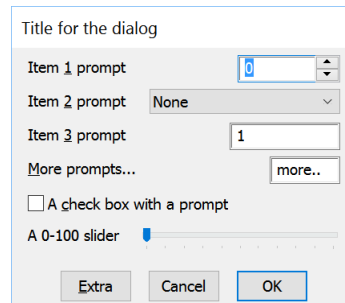 Title for the dialog
Item 1 prompt 0
Item 2 prompt None
Item 3 prompt 1
More prompts... more..
A check box with a prompt
A 0-100 slider
Extra Cancel OK